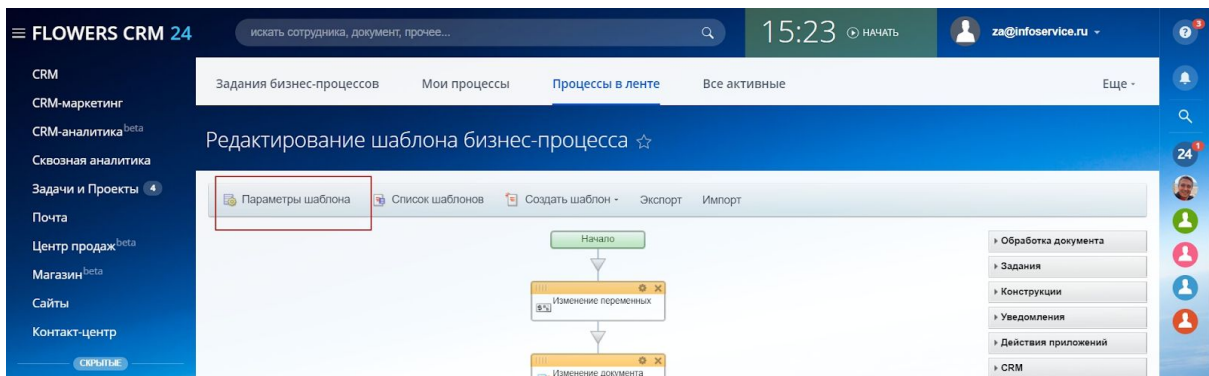 FLOWERS CRM 24
искать сотрудника, документ, прочее...
15:23 НАЧАТЬ
za@infoservice.ru
3
CRM
CRM-маркетинг
CRM-аналитика beta
Сквозная аналитика
Задачи и Проекты 4
Почта
Центр продаж beta
Магазин beta
Сайты
Контакт-центр
СКРЫТЫЕ
Задания бизнес-процессов Мои процессы Процессы в ленте Все активные Еще
Редактирование шаблона бизнес-процесса
Параметры шаблона Список шаблонов Создать шаблон Экспорт Импорт
Начало
Изменение переменных
Изменение документа
Обработка документа
Задания
Конструкции
Уведомления
Действия приложений
CRM
24 1